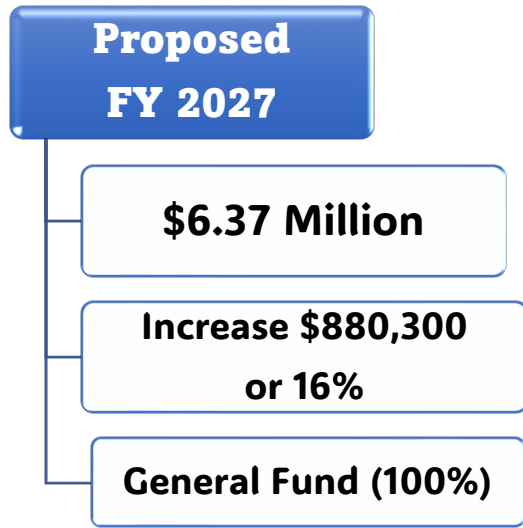 Proposed
FY 2027
$6.37 Million
Increase $880,300
or 16%
General Fund (100%)